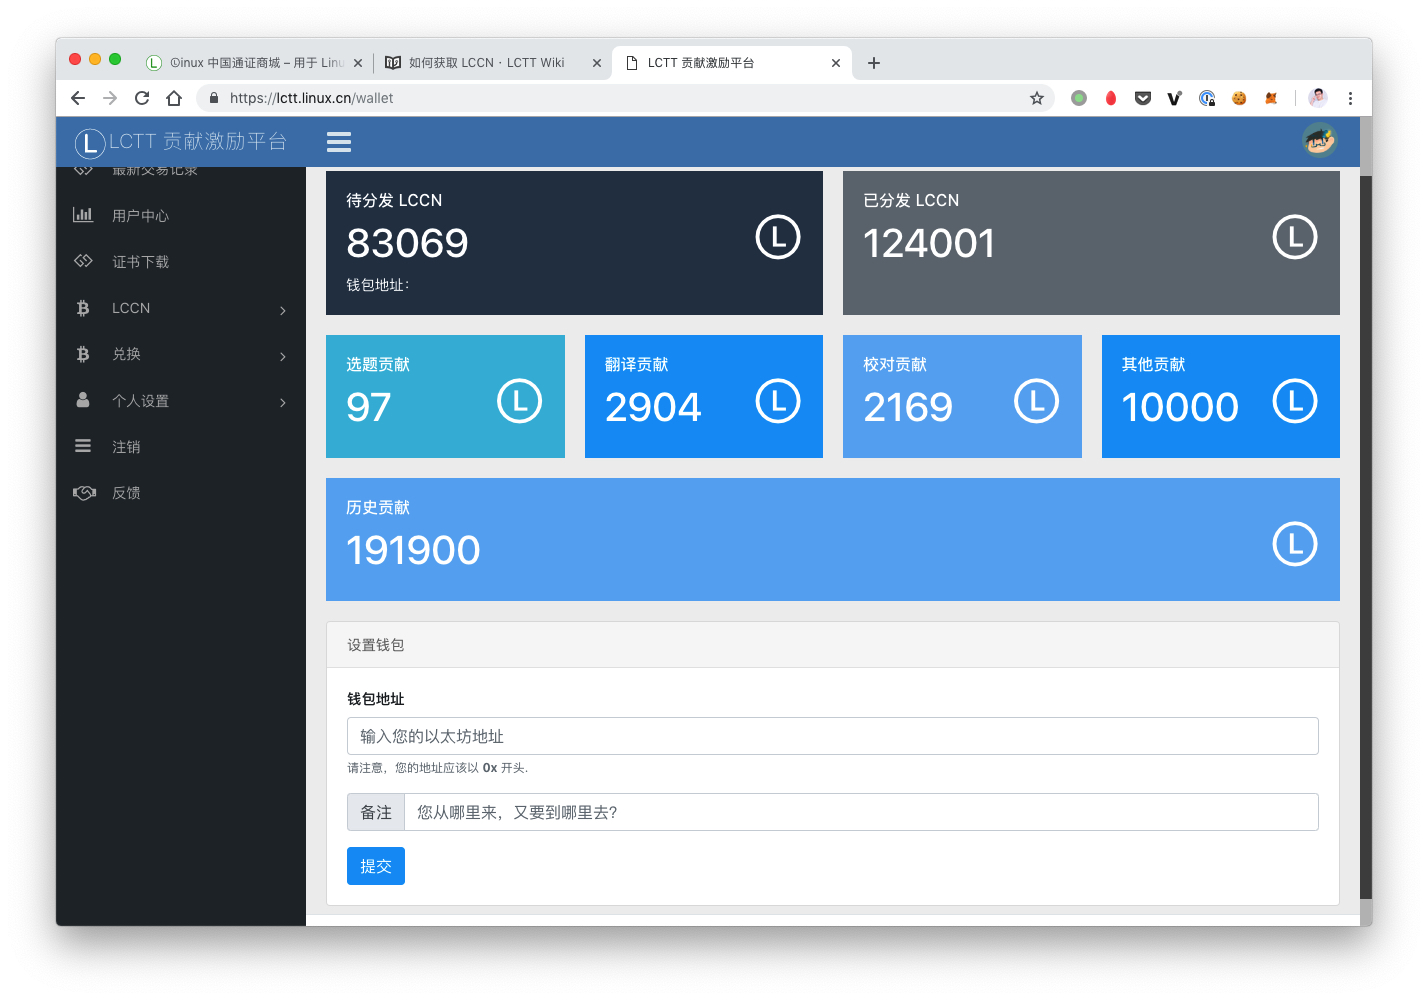 Ⓛinux 中国通证商城 – 用于 Linu
如何获取 LCCN · LCTT Wiki
LCTT 贡献激励平台
https://lctt.linux.cn/wallet
L LCTT 贡献激励平台
最新交易记录
用户中心
证书下载
LCCN
兑换
个人设置
注销
反馈
待分发 LCCN
83069
钱包地址：
L
已分发 LCCN
124001
L
选题贡献
97
L
翻译贡献
2904
L
校对贡献
2169
L
其他贡献
10000
L
历史贡献
191900
L
设置钱包
钱包地址
输入您的以太坊地址
请注意，您的地址应该以 0x 开头.
备注
您从哪里来，又要到哪里去?
提交